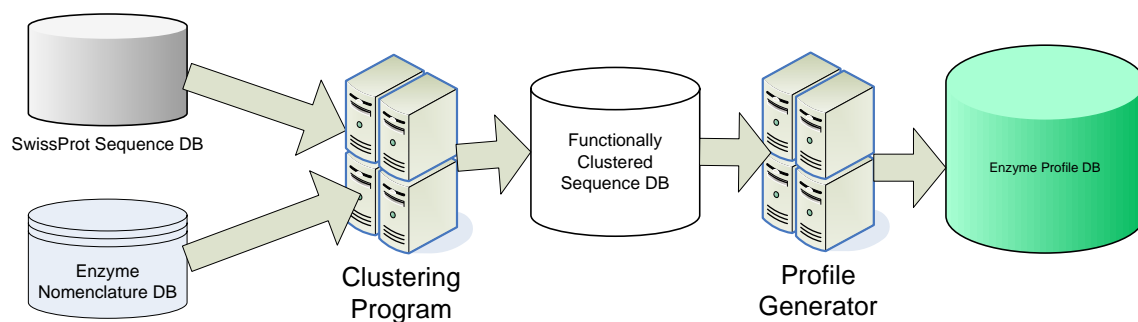 SwissProt Sequence DB
Enzyme
Nomenclature DB
Clustering
Program
Functionally
Clustered
Sequence DB
Profile
Generator
Enzyme Profile DB